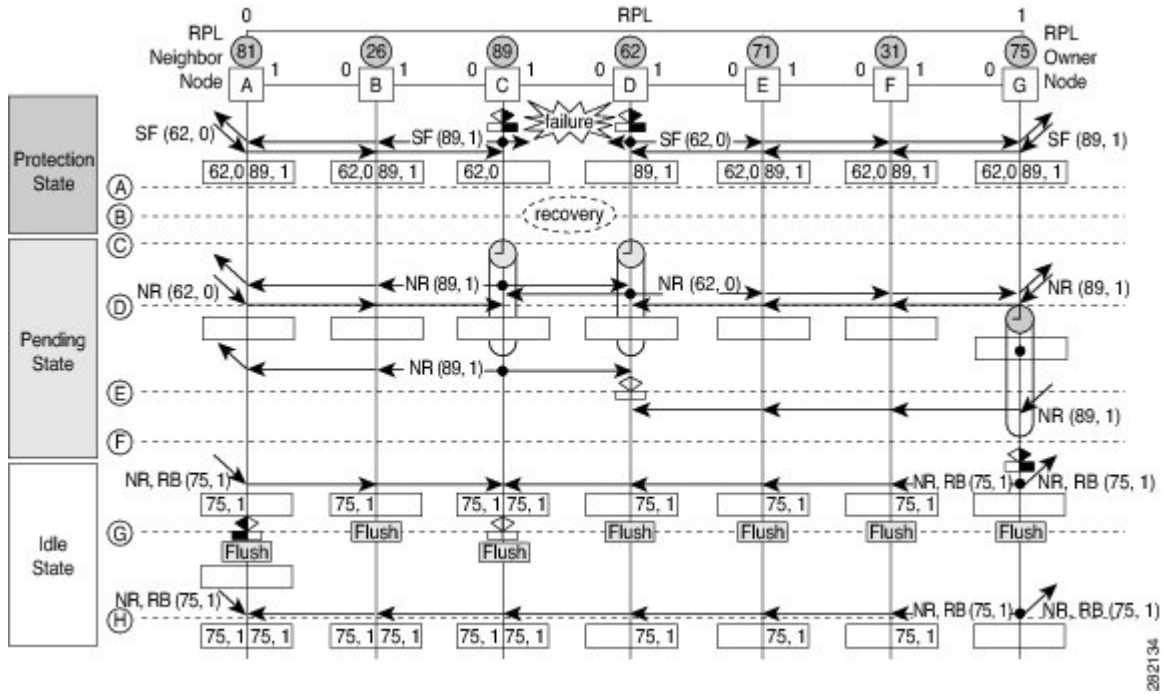 0 RPL 1
RPL Neighbor Node
81 26 89 62 71 31 75
RPL Owner Node
A 1 0 B 1 0 C 1 0 D 1 0 E 1 0 F 1 0 G
Protection State
SF (62, 0) SF (89, 1) failure SF (62, 0) SF (89, 1)
62,0 89, 1 62,0 89, 1 62,0 89, 1 62,0 89, 1 62,0 89, 1 62,0 89, 1
A
B recovery
C
Pending State
NR (89, 1) NR (62, 0)
NR (62, 0) NR (89, 1)
D
NR (89, 1)
E
NR (89, 1)
F
Idle State
NR, RB (75, 1) NR, RB (75, 1) NR, RB (75, 1)
75, 1 75, 1 75, 1 75, 1 75, 1 75, 1 75, 1
G Flush Flush Flush Flush Flush
Flush Flush
NR, RB (75, 1) NR, RB (75, 1) NR, RB (75, 1)
H
75, 1 75, 1 75, 1 75, 1 75, 1 75, 1 75, 1 75, 1 75, 1
282134